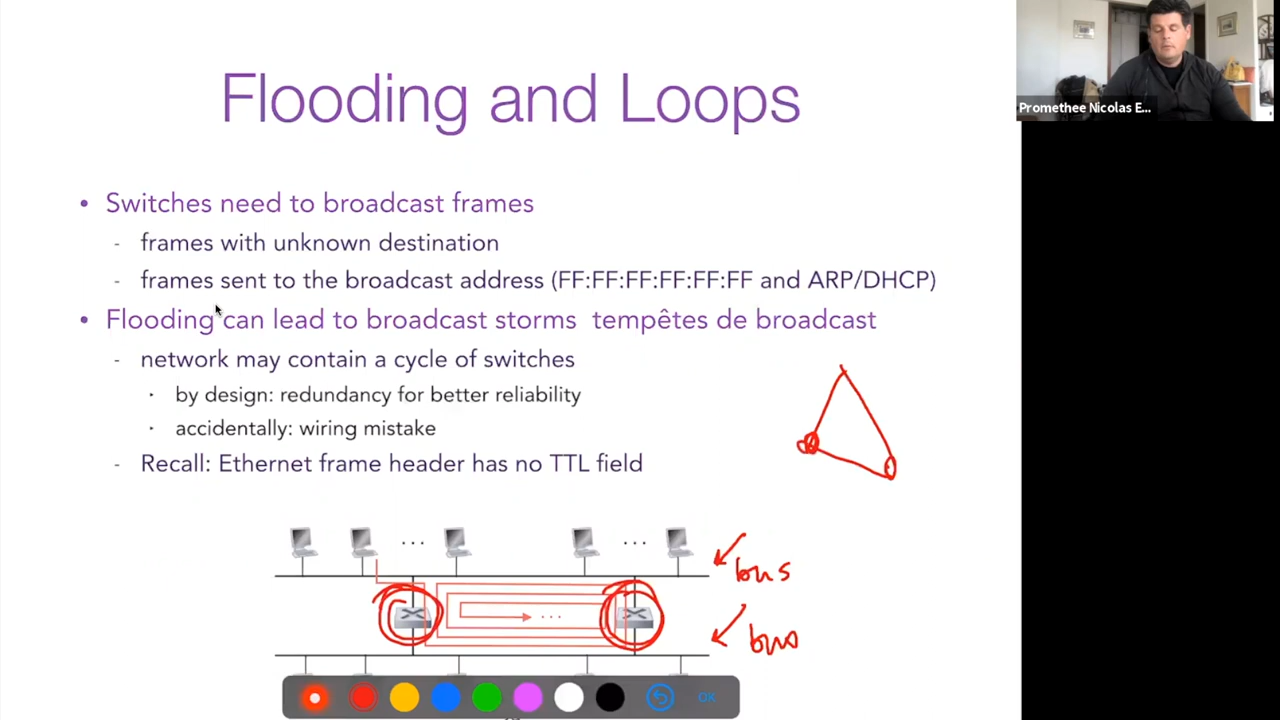 Flooding and Loops
Promethee Nicolas E...
• Switches need to broadcast frames
- frames with unknown destination
- frames sent to the broadcast address (FF:FF:FF:FF:FF:FF and ARP/DHCP)
• Flooding can lead to broadcast storms tempêtes de broadcast
- network may contain a cycle of switches
· by design: redundancy for better reliability
· accidentally: wiring mistake
- Recall: Ethernet frame header has no TTL field
... ...
bus
...
bus
OK